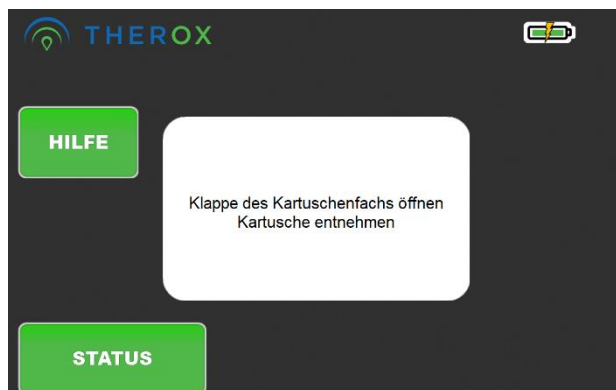 THEROX
HILFE
Klappe des Kartuschenfachs öffnen
Kartusche entnehmen
STATUS